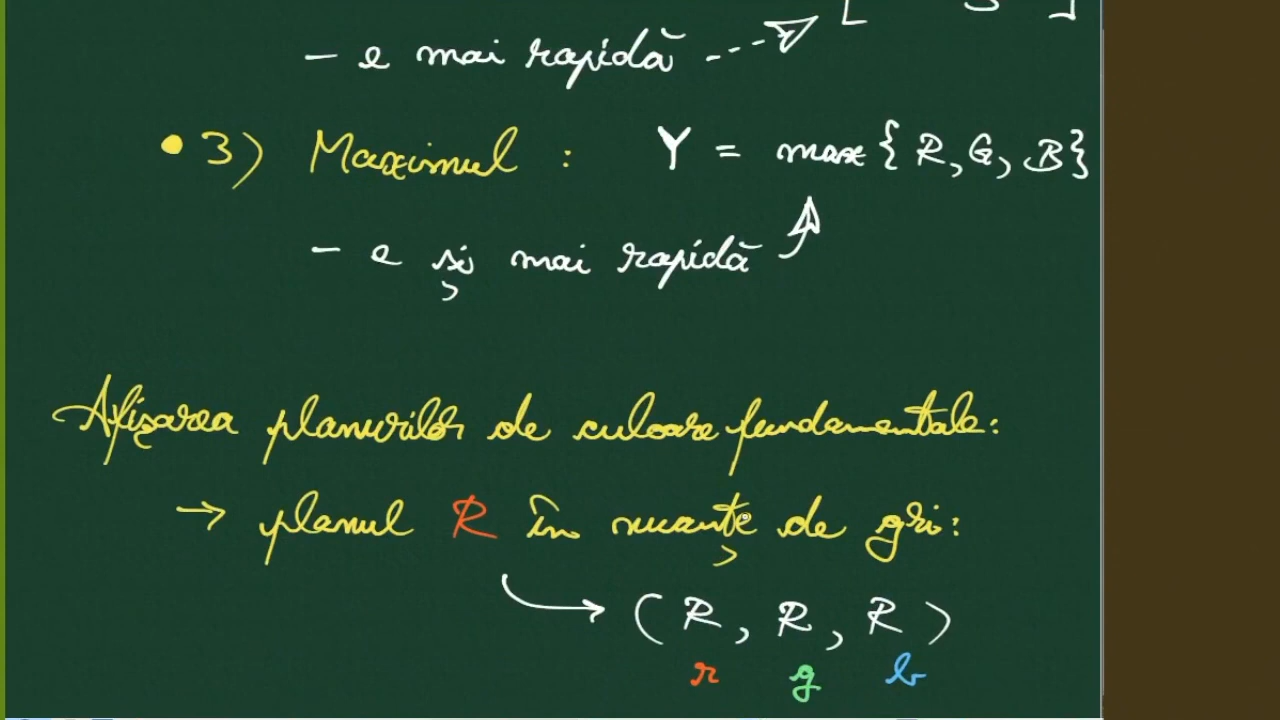 - e mai rapidă
• 3) Maximul : Y = max{R, G, B}
- e și mai rapidă
Afișarea planurilor de culoare fundamentale:
→ planul R în nuanțe de gri:
(R, R, R)
r g b